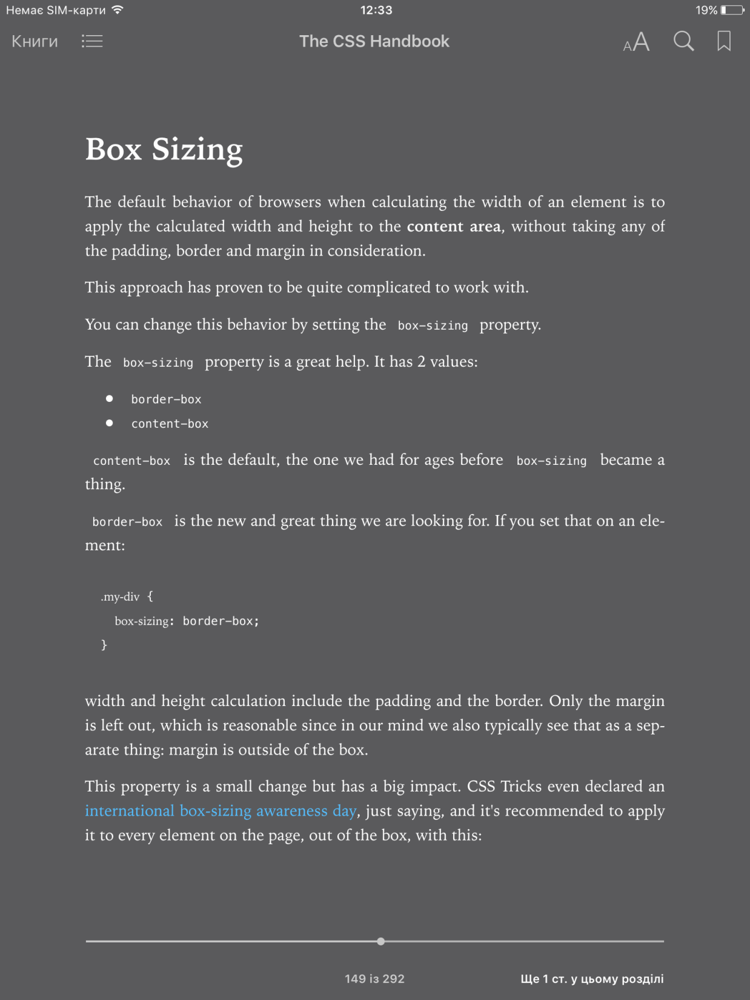 Немає SIM-карти 12:33 19%
Книги The CSS Handbook AA
Box Sizing
The default behavior of browsers when calculating the width of an element is to
apply the calculated width and height to the content area, without taking any of
the padding, border and margin in consideration.
This approach has proven to be quite complicated to work with.
You can change this behavior by setting the box-sizing property.
The box-sizing property is a great help. It has 2 values:
• border-box
• content-box
content-box is the default, the one we had for ages before box-sizing became a
thing.
border-box is the new and great thing we are looking for. If you set that on an ele-
ment:
.my-div {
box-sizing: border-box;
}
width and height calculation include the padding and the border. Only the margin
is left out, which is reasonable since in our mind we also typically see that as a sep-
arate thing: margin is outside of the box.
This property is a small change but has a big impact. CSS Tricks even declared an
international box-sizing awareness day, just saying, and it's recommended to apply
it to every element on the page, out of the box, with this:
149 із 292 Ще 1 ст. у цьому розділі